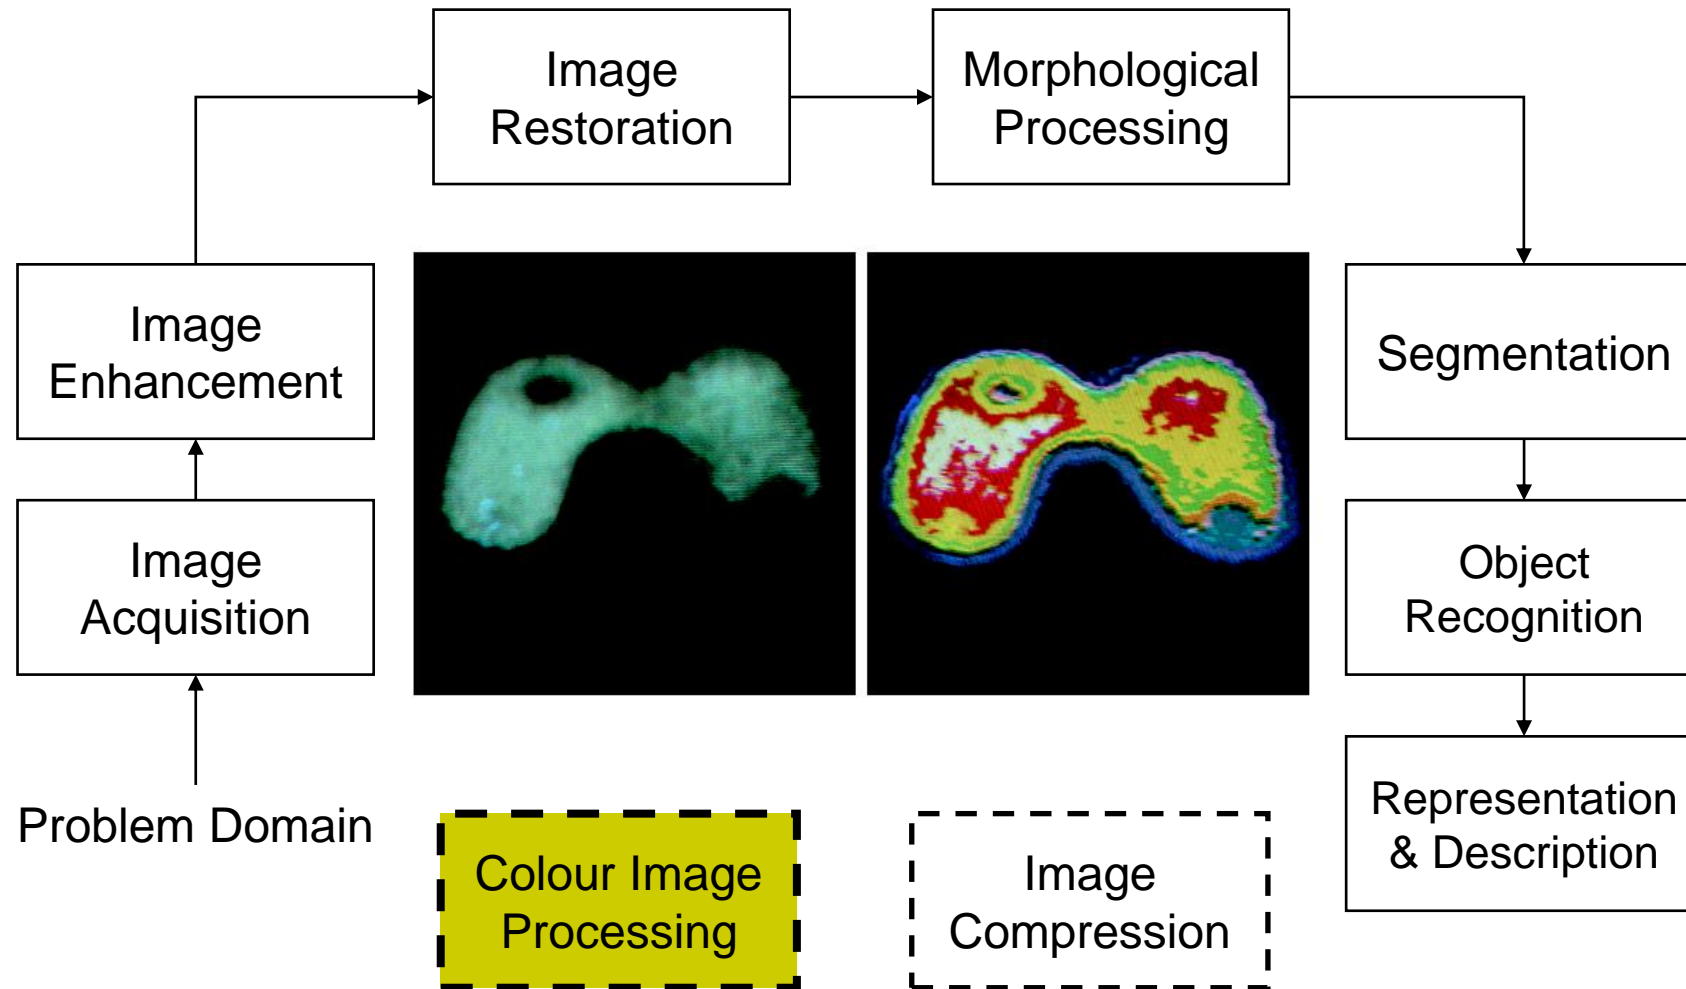 Image
Restoration
Morphological
Processing
Image
Enhancement
Segmentation
Image
Acquisition
Object
Recognition
Problem Domain
Representation
& Description
Colour Image
Processing
Image
Compression